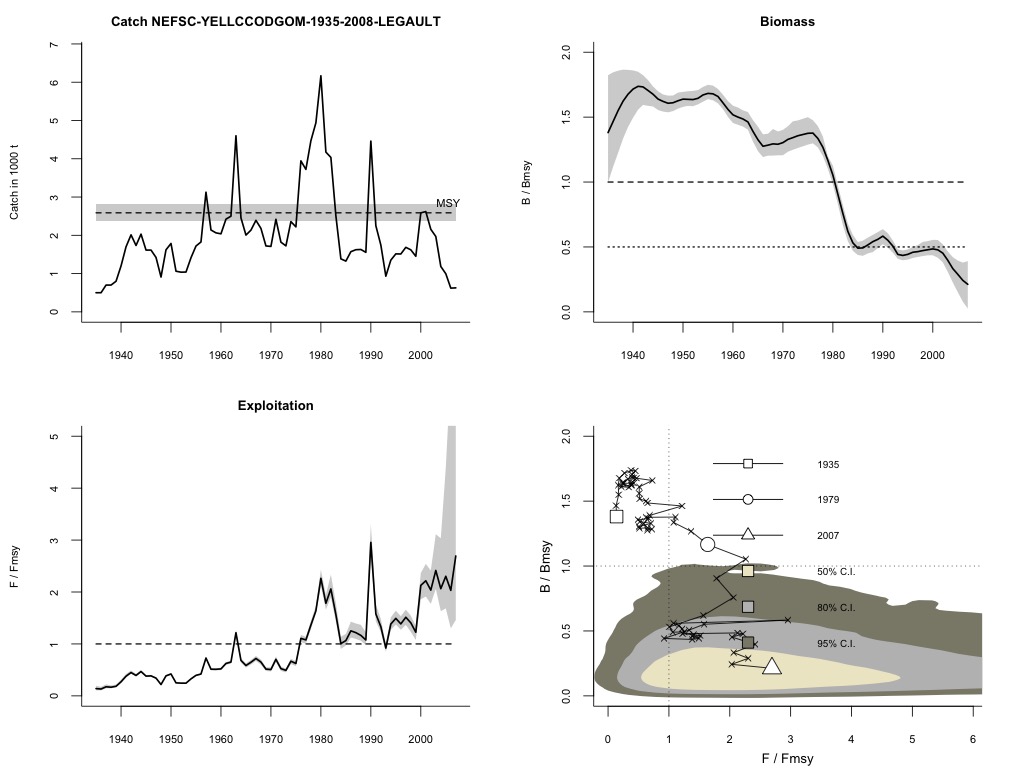 Catch NEFSC-YELLCCODGOM-1935-2008-LEGAULT
Catch in 1000 t
7
6
5
4
3
2
1
0
MSY
1940 1950 1960 1970 1980 1990 2000
Biomass
B / Bmsy
2.0
1.5
1.0
0.5
0.0
1940 1950 1960 1970 1980 1990 2000
Exploitation
F / Fmsy
5
4
3
2
1
0
1940 1950 1960 1970 1980 1990 2000
B / Bmsy
2.0
1.5
1.0
0.5
0.0
1935
1979
2007
50% C.I.
80% C.I.
95% C.I.
0 1 2 3 4 5 6
F / Fmsy